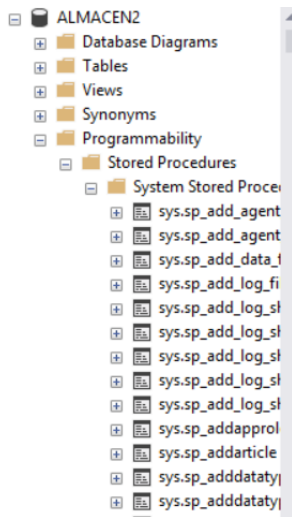 ALMACEN2
Database Diagrams
Tables
Views
Synonyms
Programmability
Stored Procedures
System Stored Proce
sys.sp_add_agent
sys.sp_add_agent
sys.sp_add_data_f
sys.sp_add_log_fi
sys.sp_add_log_sh
sys.sp_add_log_sh
sys.sp_add_log_sh
sys.sp_add_log_sh
sys.sp_add_log_sh
sys.sp_addapprol
sys.sp_addarticle
sys.sp_adddatatyp
sys.sp_adddatatyp